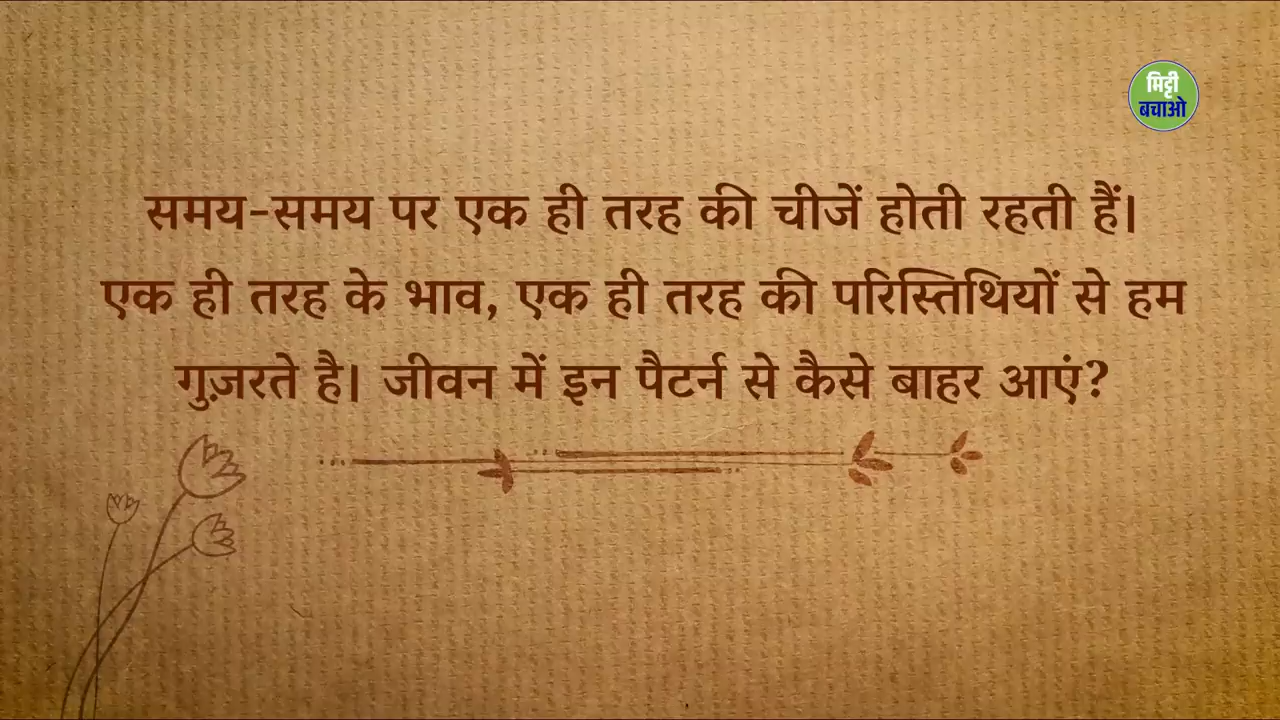 मिट्टी
बचाओ
समय-समय पर एक ही तरह की चीजें होती रहती हैं।
एक ही तरह के भाव, एक ही तरह की परिस्तिथियों से हम
गुज़रते है। जीवन में इन पैटर्न से कैसे बाहर आएं?